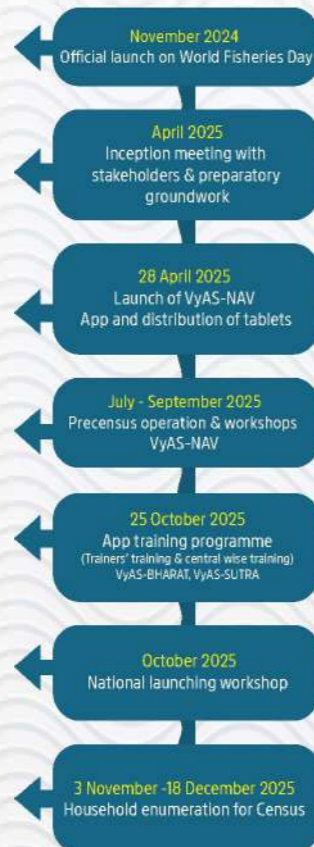 November 2024
Official launch on World Fisheries Day
April 2025
Inception meeting with
stakeholders & preparatory
groundwork
28 April 2025
Launch of VyAS-NAV
App and distribution of tablets
July - September 2025
Precensus operation & workshops
VyAS-NAV
25 October 2025
App training programme
(Trainers' training & central wise training)
VyAS-BHARAT, VyAS-SUTRA
October 2025
National launching workshop
3 November -18 December 2025
Household enumeration for Census